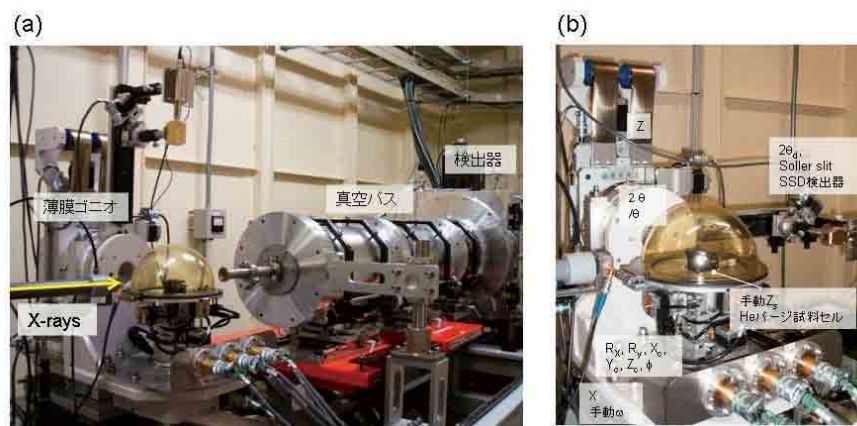 (a)
(b)
検出器
真空パス
薄膜ゴニオ
X-rays
Z
2θd,
Soller slit
SSD検出器
2θ
/θ
手動Zs
Heパージ試料セル
Rx, Ry, Xc,
Yc, Zc, φ
X
手動ω